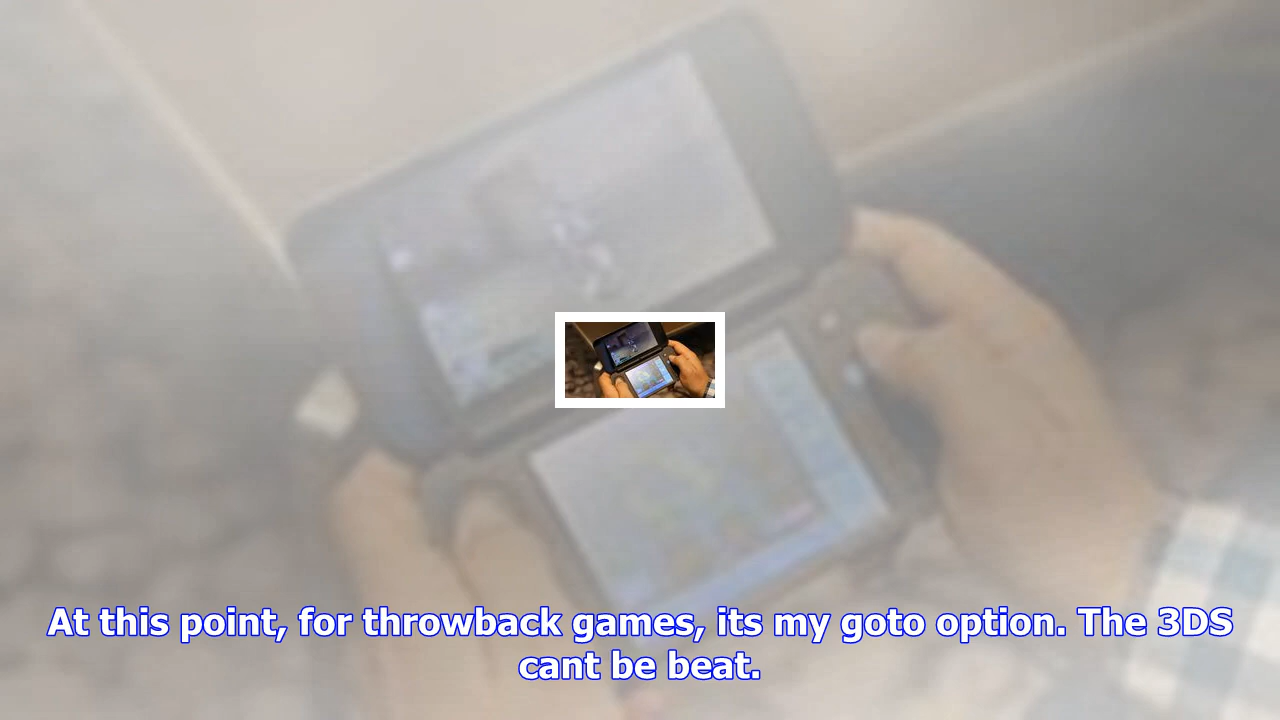 At this point, for throwback games, its my goto option. The 3DS
cant be beat.